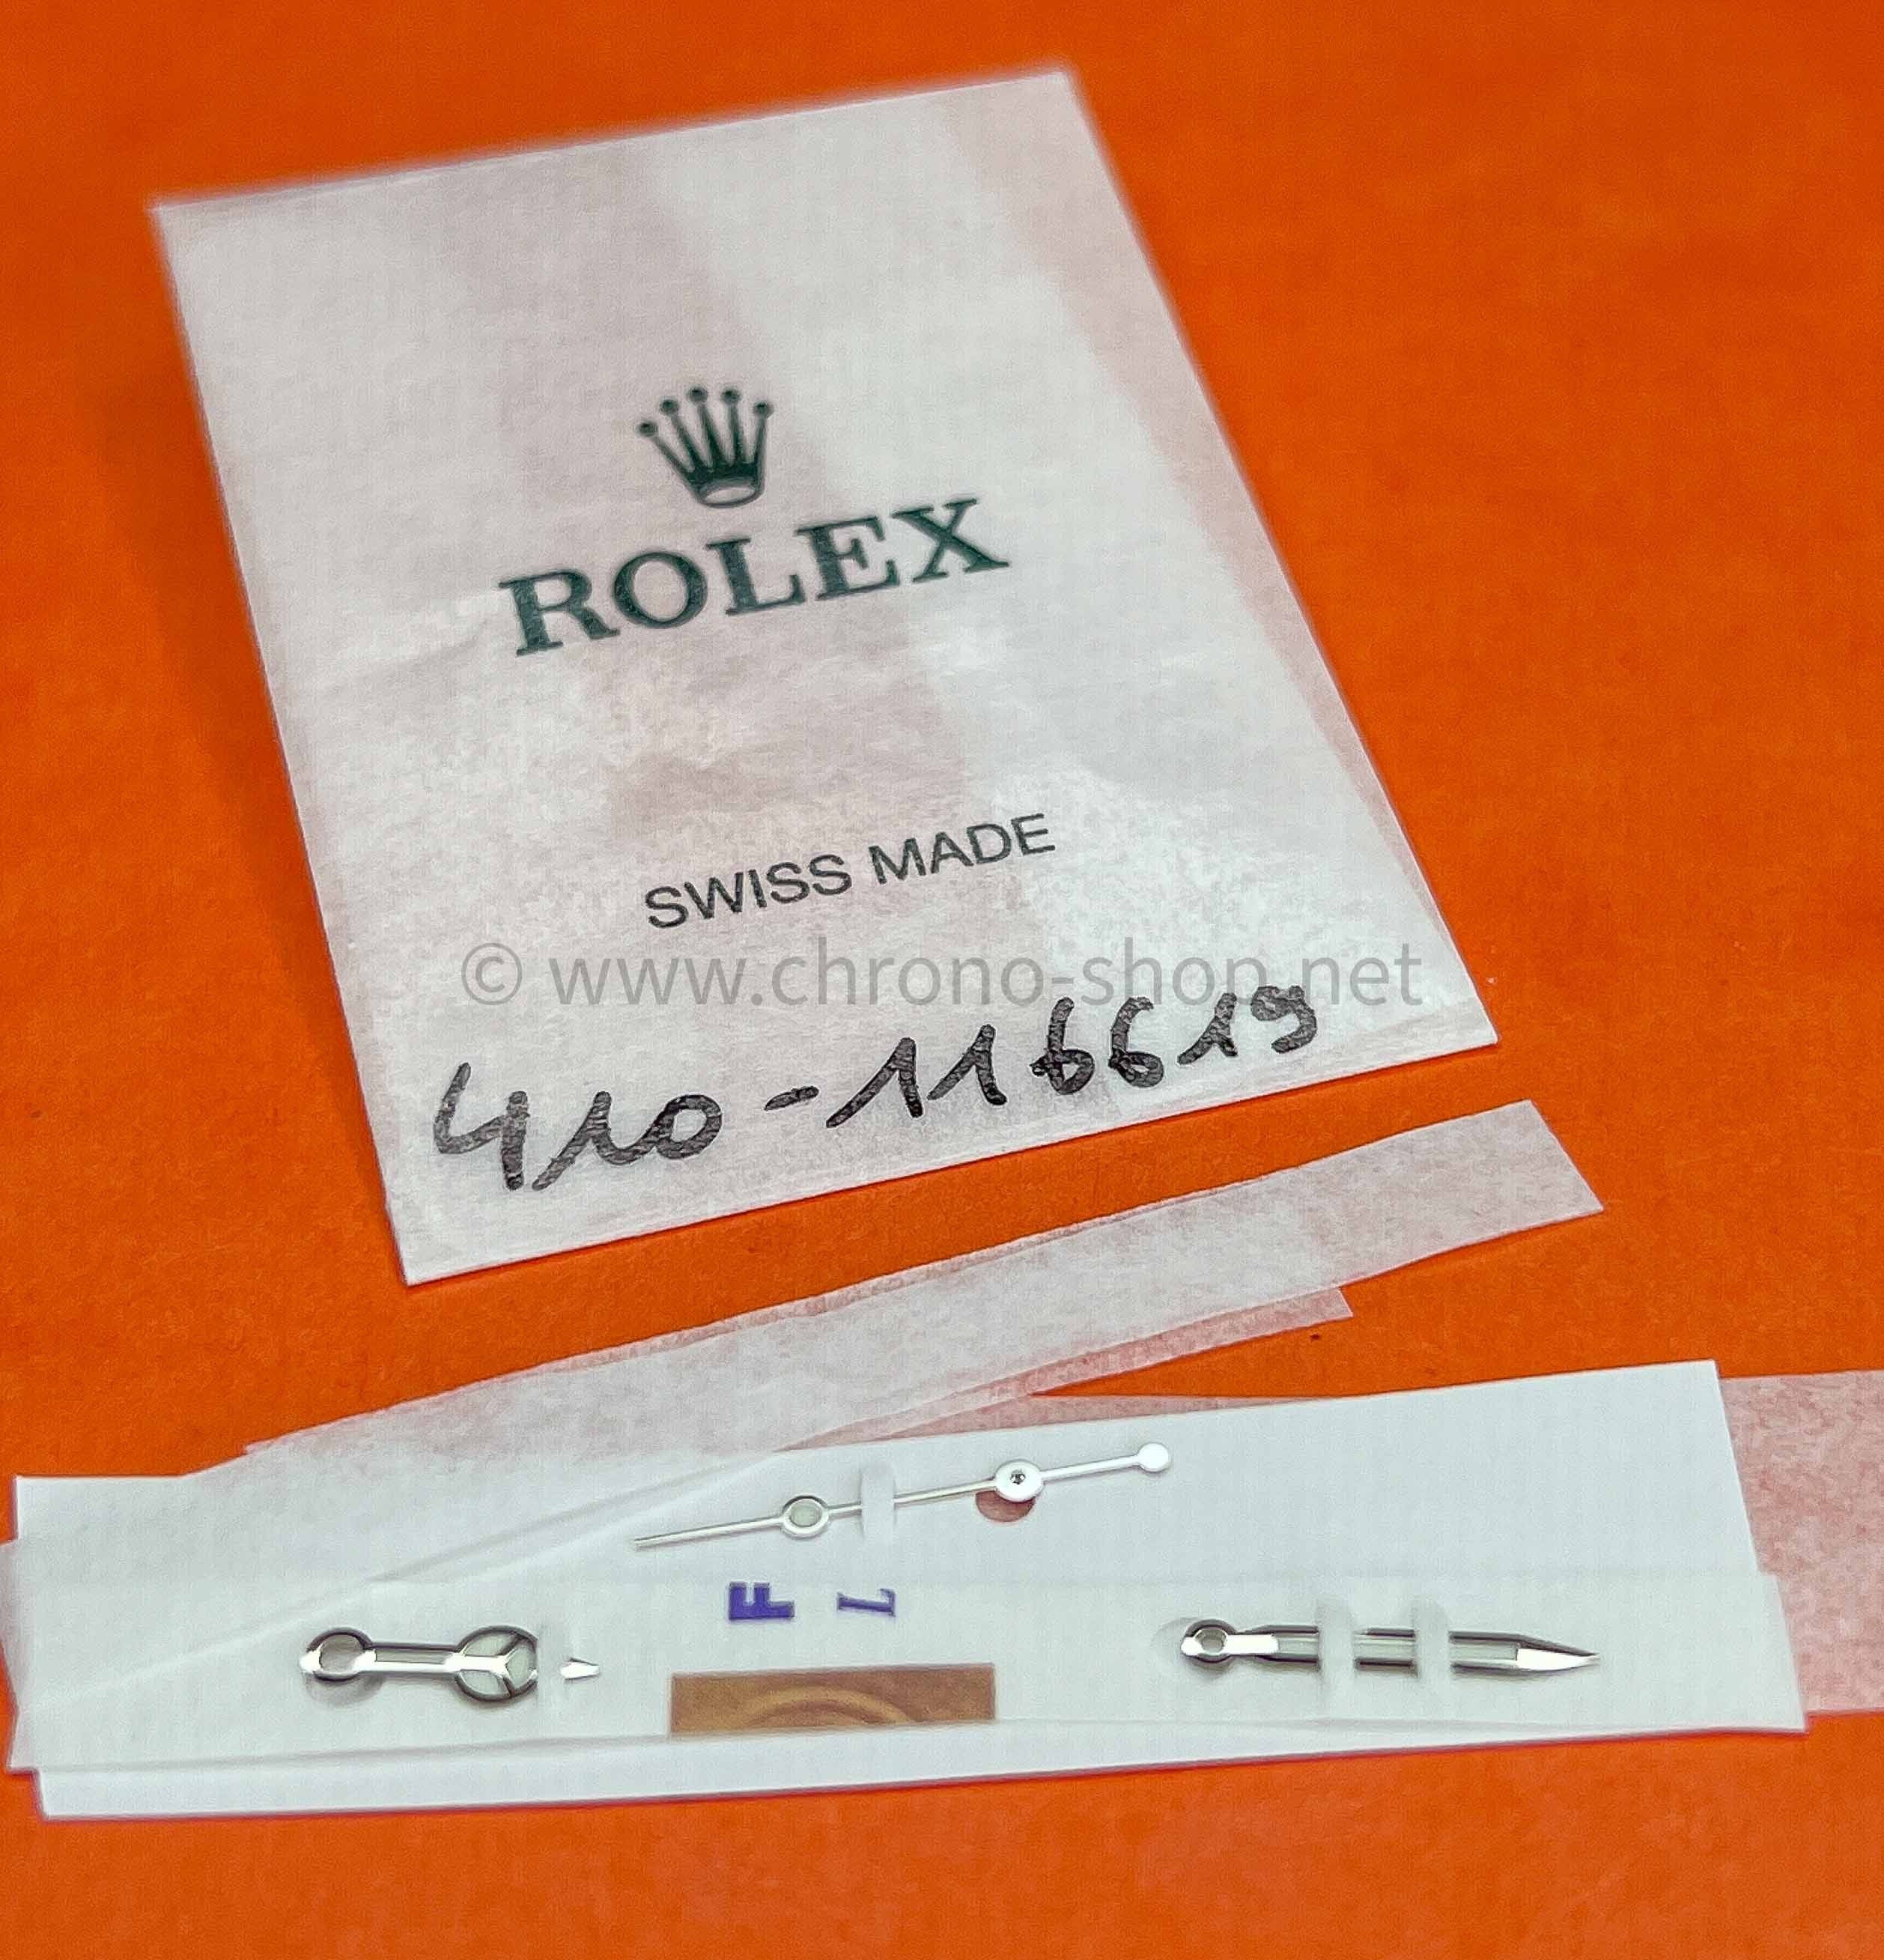 ROLEX
SWISS MADE
© www.chrono-shop.net
410-116619
F L